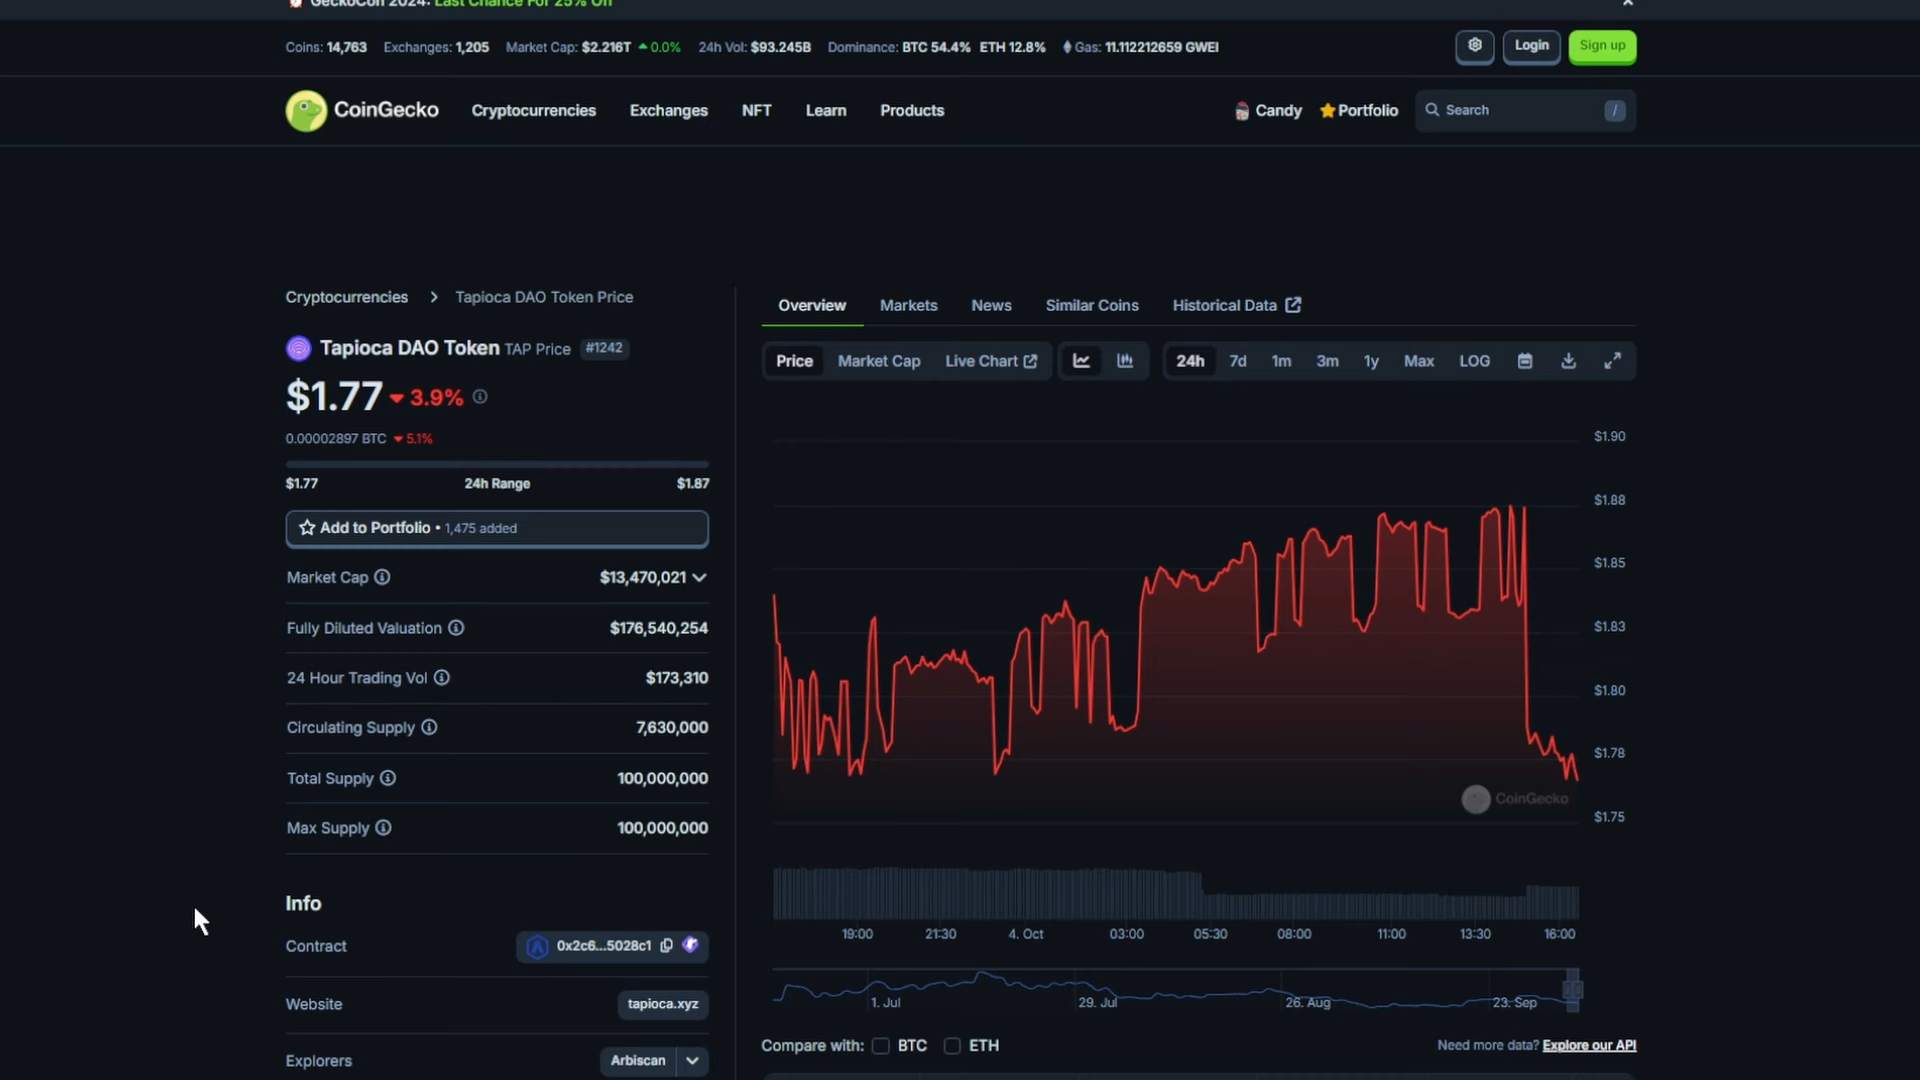 GeckoCon 2024: Last Chance For 25% Off
Coins: 14,763 Exchanges: 1,205 Market Cap: $2.216T 0.0% 24h Vol: $93.245B Dominance: BTC 54.4% ETH 12.8% Gas: 11.112212659 GWEI
Login Sign up
CoinGecko Cryptocurrencies Exchanges NFT Learn Products Candy Portfolio Search /
Cryptocurrencies > Tapioca DAO Token Price
Tapioca DAO Token TAP Price #1242
$1.77 3.9%
0.00002897 BTC 5.1%
$1.77 24h Range $1.87
Add to Portfolio • 1,475 added
Market Cap $13,470,021
Fully Diluted Valuation $176,540,254
24 Hour Trading Vol $173,310
Circulating Supply 7,630,000
Total Supply 100,000,000
Max Supply 100,000,000
Info
Contract 0x2c6...5028c1
Website tapioca.xyz
Explorers Arbiscan
Overview Markets News Similar Coins Historical Data
Price Market Cap Live Chart 24h 7d 1m 3m 1y Max LOG
$1.90
$1.88
$1.85
$1.83
$1.80
$1.78
CoinGecko
$1.75
19:00 21:30 4. Oct 03:00 05:30 08:00 11:00 13:30 16:00
1. Jul 29. Jul 26. Aug 23. Sep
Compare with: BTC ETH
Need more data? Explore our API